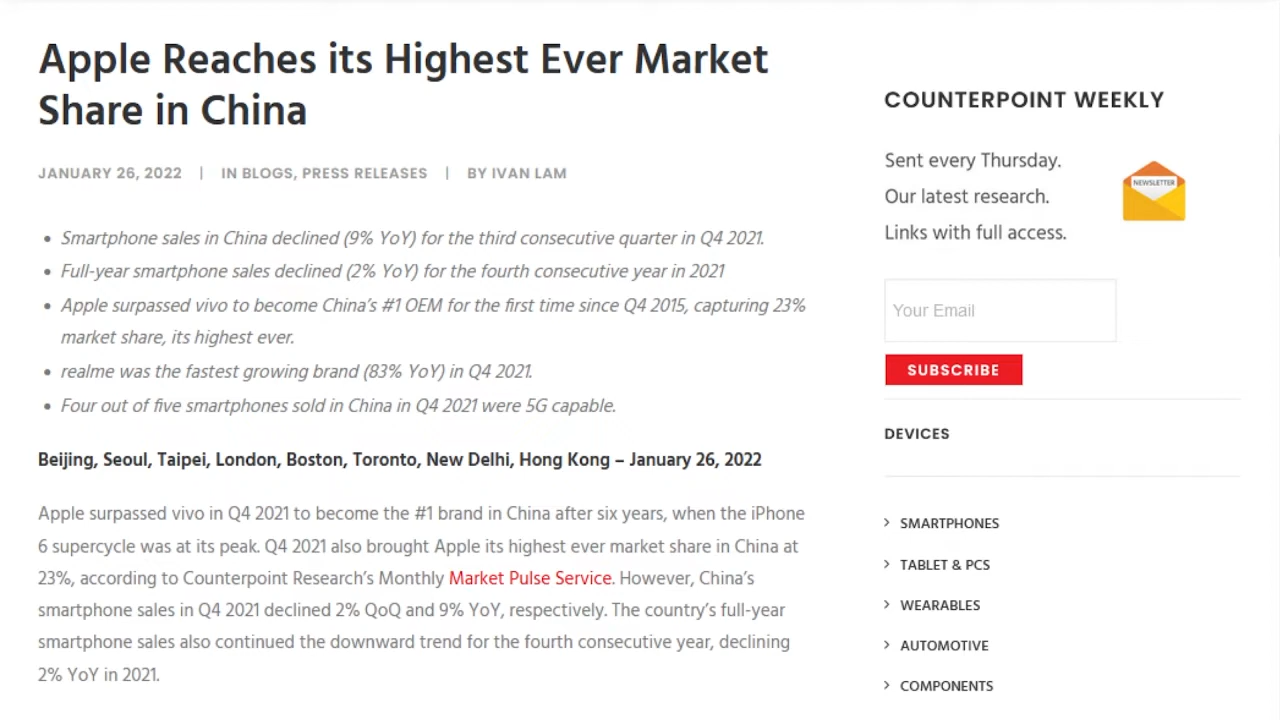 Apple Reaches its Highest Ever Market
Share in China
JANUARY 26, 2022 | IN BLOGS, PRESS RELEASES | BY IVAN LAM
• Smartphone sales in China declined (9% YoY) for the third consecutive quarter in Q4 2021.
• Full-year smartphone sales declined (2% YoY) for the fourth consecutive year in 2021
• Apple surpassed vivo to become China’s #1 OEM for the first time since Q4 2015, capturing 23%
market share, its highest ever.
• realme was the fastest growing brand (83% YoY) in Q4 2021.
• Four out of five smartphones sold in China in Q4 2021 were 5G capable.
Beijing, Seoul, Taipei, London, Boston, Toronto, New Delhi, Hong Kong – January 26, 2022
Apple surpassed vivo in Q4 2021 to become the #1 brand in China after six years, when the iPhone
6 supercycle was at its peak. Q4 2021 also brought Apple its highest ever market share in China at
23%, according to Counterpoint Research’s Monthly Market Pulse Service. However, China’s
smartphone sales in Q4 2021 declined 2% QoQ and 9% YoY, respectively. The country’s full-year
smartphone sales also continued the downward trend for the fourth consecutive year, declining
2% YoY in 2021.
COUNTERPOINT WEEKLY
Sent every Thursday.
Our latest research.
Links with full access.
NEWSLETTER
Your Email
SUBSCRIBE
DEVICES
SMARTPHONES
TABLET & PCS
WEARABLES
AUTOMOTIVE
COMPONENTS